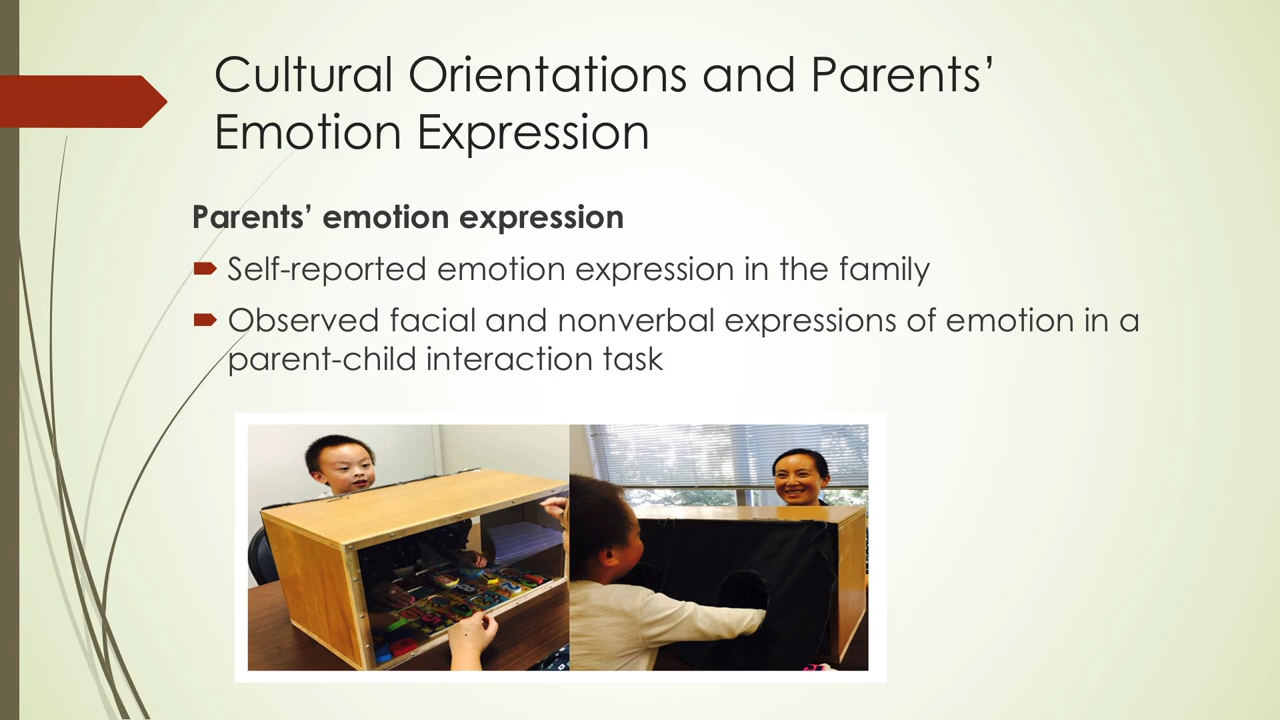 Cultural Orientations and Parents’
Emotion Expression
Parents’ emotion expression
Self-reported emotion expression in the family
Observed facial and nonverbal expressions of emotion in a
parent-child interaction task